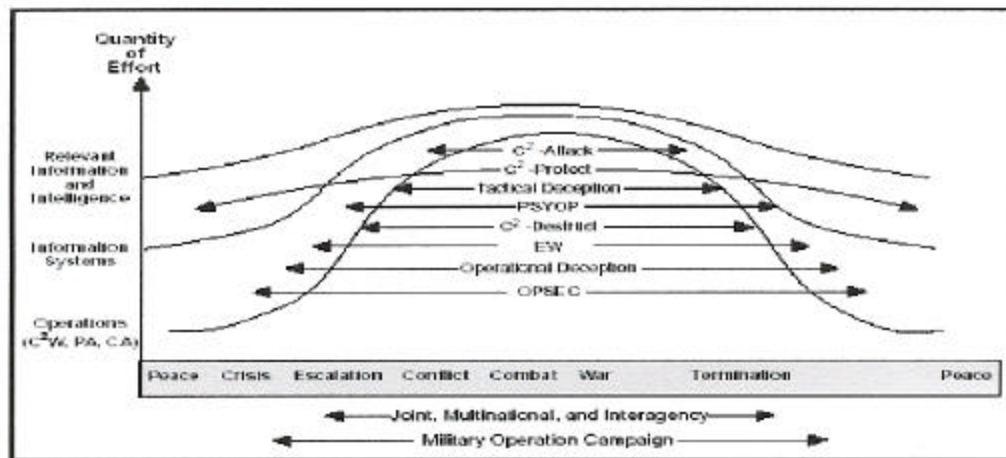 Quantity
of
Effort
Relevant
Information
and
Intelligence
Information
Systems
Operations
(C²W, PA, CA)
C²-Attack
C²-Protect
Tactical Deception
PSYOP
C²-Destruct
EW
Operational Deception
OPSEC
Peace Crisis Escalation Conflict Combat War Termination Peace
Joint, Multinational, and Interagency
Military Operation Campaign